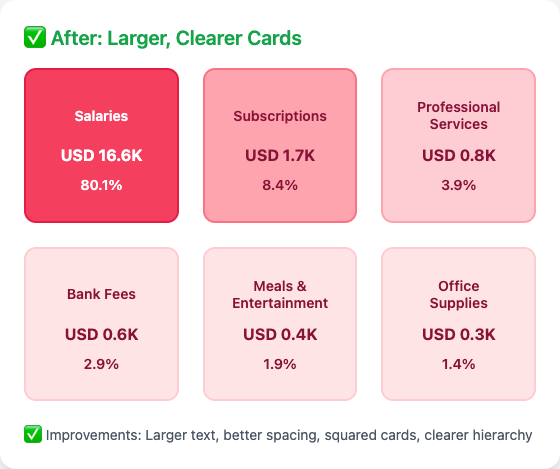 ✅ After: Larger, Clearer Cards
Salaries
USD 16.6K
80.1%
Subscriptions
USD 1.7K
8.4%
Professional
Services
USD 0.8K
3.9%
Bank Fees
USD 0.6K
2.9%
Meals &
Entertainment
USD 0.4K
1.9%
Office
Supplies
USD 0.3K
1.4%
✅ Improvements: Larger text, better spacing, squared cards, clearer hierarchy